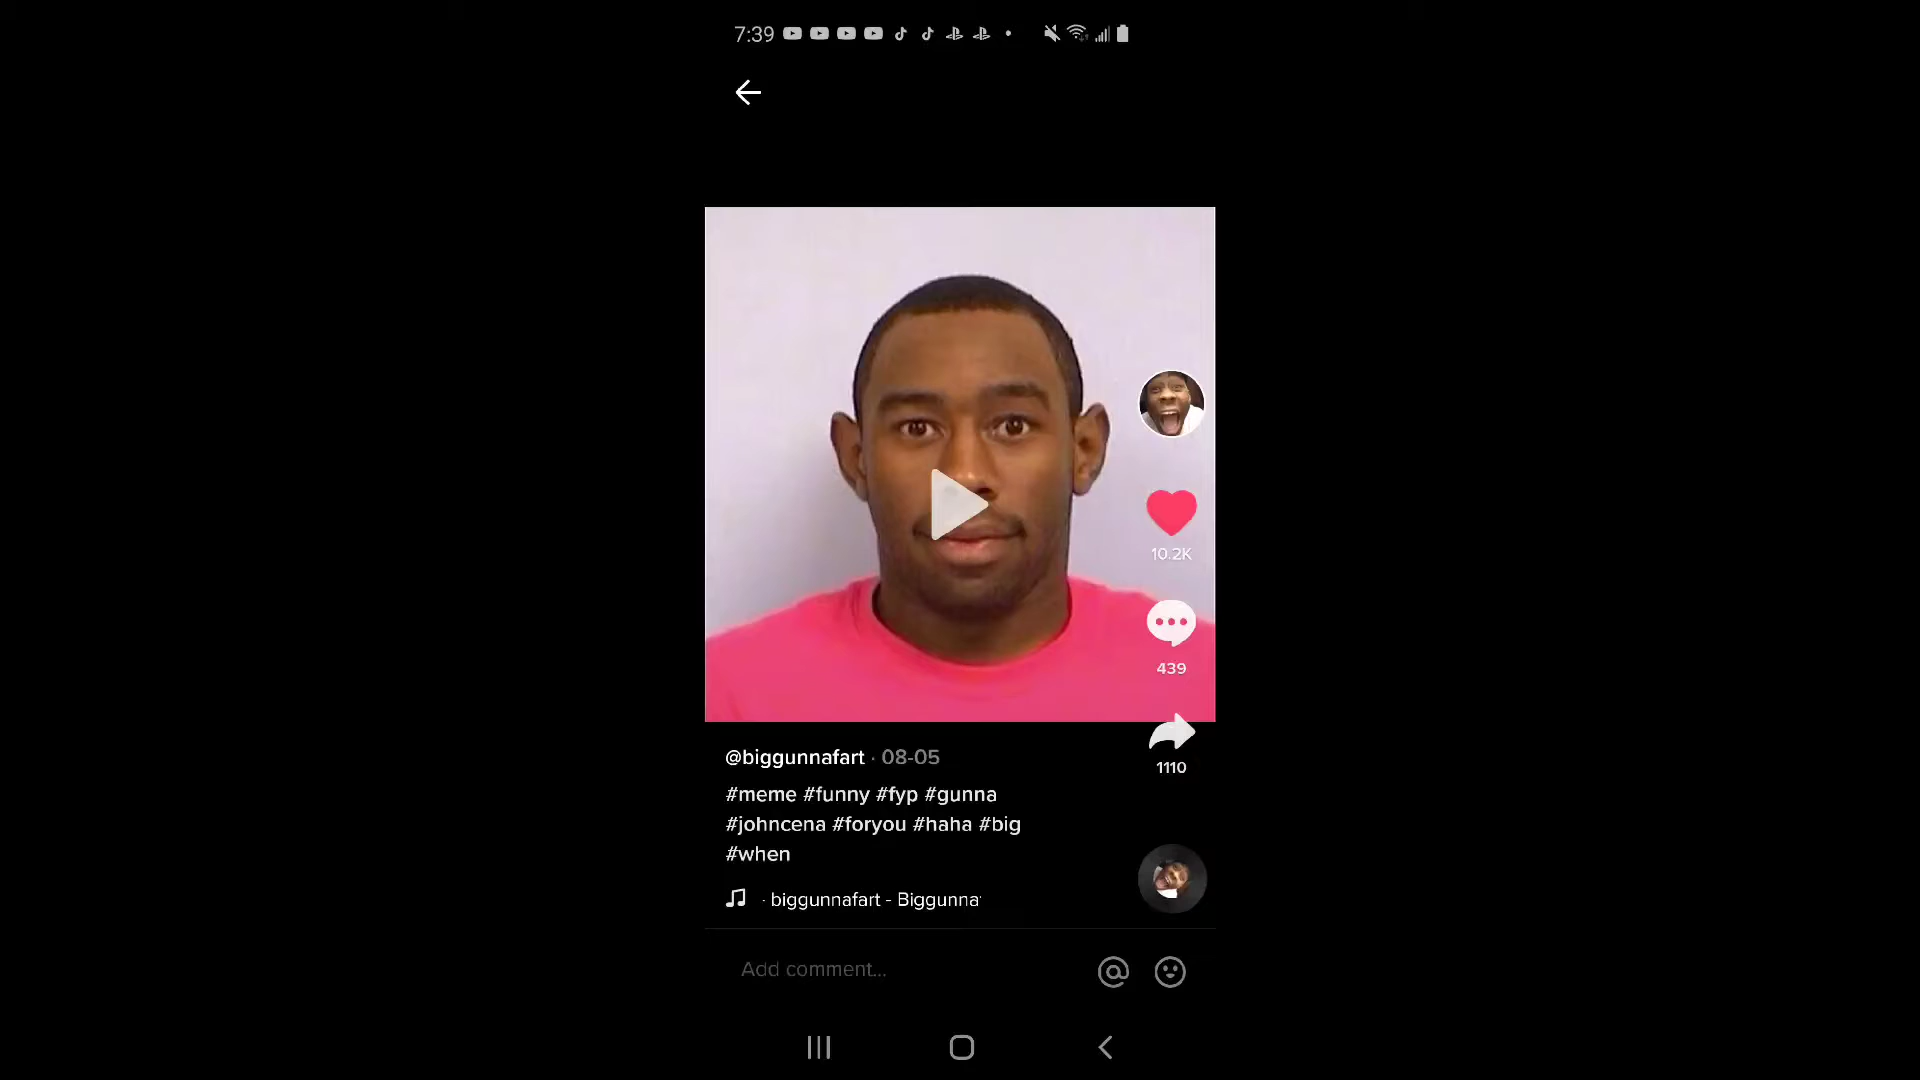 7:39
10.2K
439
1110
@biggunnafart · 08-05
#meme #funny #fyp #gunna
#johncena #foryou #haha #big
#when
· biggunnafart - Biggunna
Add comment...